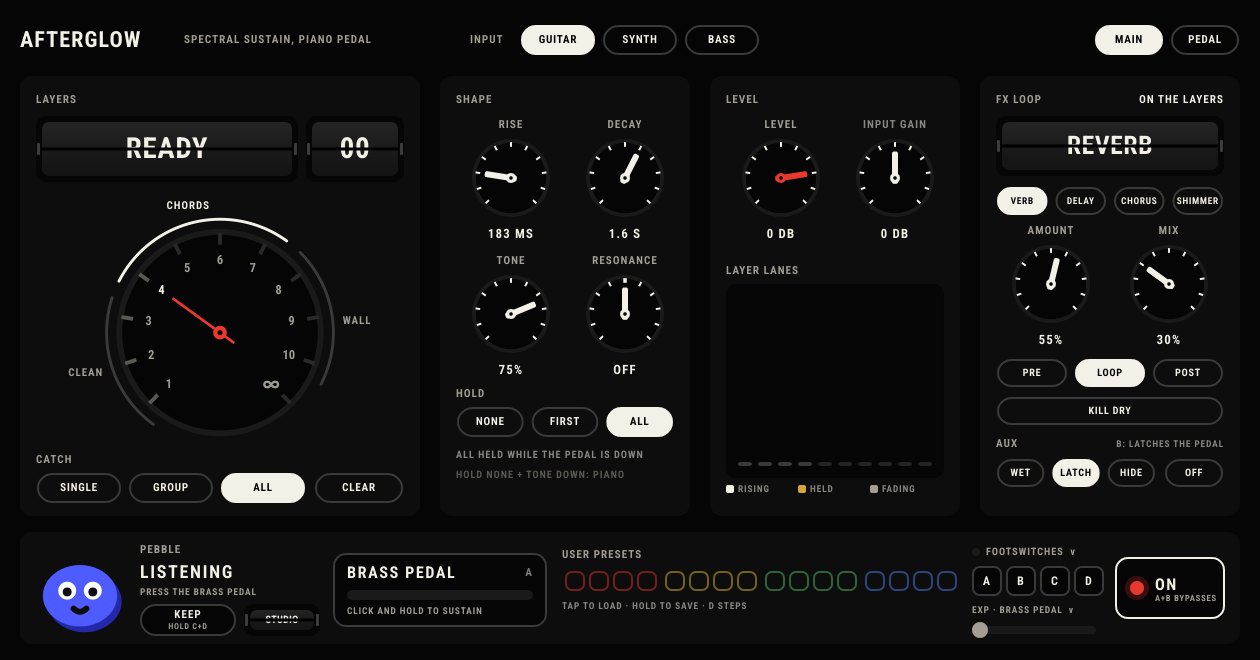 AFTERGLOW
SPECTRAL SUSTAIN, PIANO PEDAL
INPUT
GUITAR SYNTH BASS
MAIN PEDAL
LAYERS
READY 00
CHORDS
WALL
CLEAN
1 2 3 4 5 6 7 8 9 10 ∞
CATCH
SINGLE GROUP ALL CLEAR
SHAPE
RISE DECAY
183 MS 1.6 S
TONE RESONANCE
75% OFF
HOLD
NONE FIRST ALL
ALL HELD WHILE THE PEDAL IS DOWN
HOLD NONE + TONE DOWN: PIANO
LEVEL
LEVEL INPUT GAIN
0 DB 0 DB
LAYER LANES
RISING HELD FADING
FX LOOP ON THE LAYERS
REVERB
VERB DELAY CHORUS SHIMMER
AMOUNT MIX
55% 30%
PRE LOOP POST
KILL DRY
AUX B: LATCHES THE PEDAL
WET LATCH HIDE OFF
PEBBLE
LISTENING
PRESS THE BRASS PEDAL
KEEP
HOLD C+D
STUDIO
BRASS PEDAL A
CLICK AND HOLD TO SUSTAIN
USER PRESETS
TAP TO LOAD · HOLD TO SAVE · D STEPS
FOOTSWITCHES ∨
A B C D
EXP · BRASS PEDAL ∨
ON
A+B BYPASSES